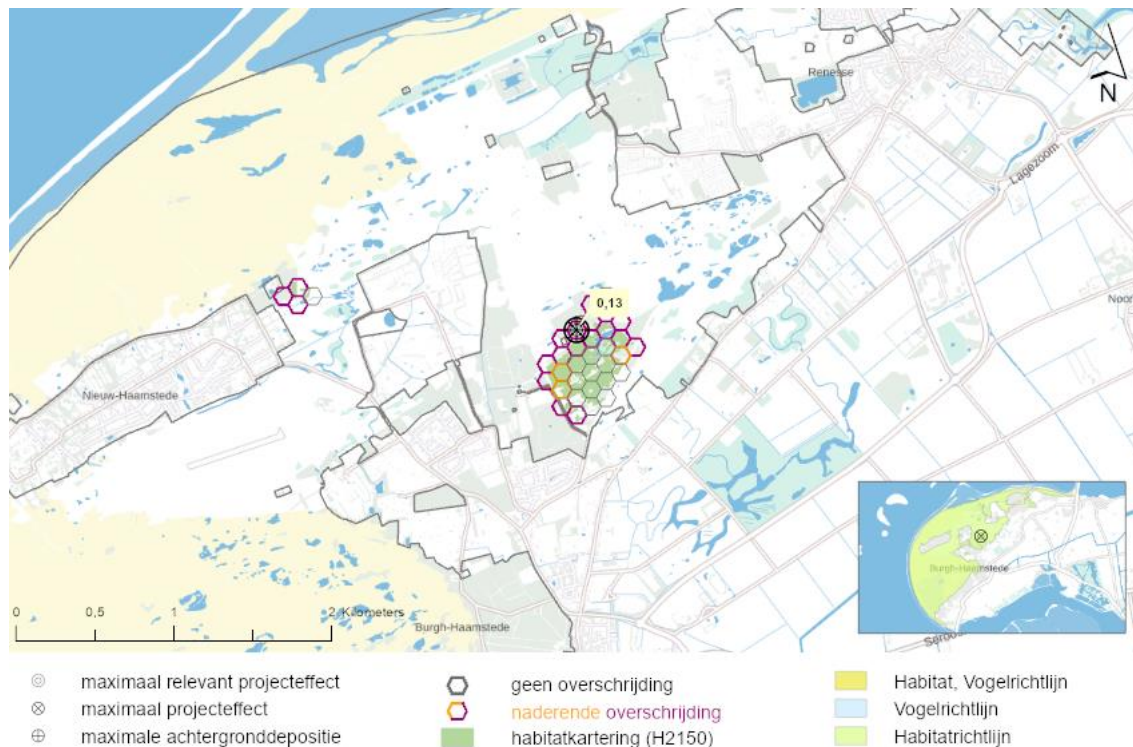 Renesse
N
Lagezoom
0,13
Noor
Nieuw-Haamstede
Burgh-Haamstede
0 0,5 1 2 Kilometers
Burgh-Haamstede
Seroos
maximaal relevant projecteffect
maximaal projecteffect
maximale achtergronddepositie
geen overschrijding
naderende overschrijding
habitatkartering (H2150)
Habitat, Vogelrichtlijn
Vogelrichtlijn
Habitatrichtlijn